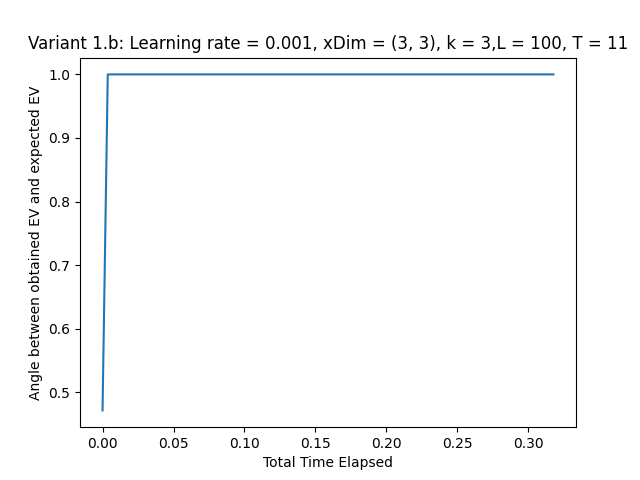 Variant 1.b: Learning rate = 0.001, xDim = (3, 3), k = 3,L = 100, T = 11
1.0
0.9
0.8
0.7
0.6
0.5
Angle between obtained EV and expected EV
0.00 0.05 0.10 0.15 0.20 0.25 0.30
Total Time Elapsed